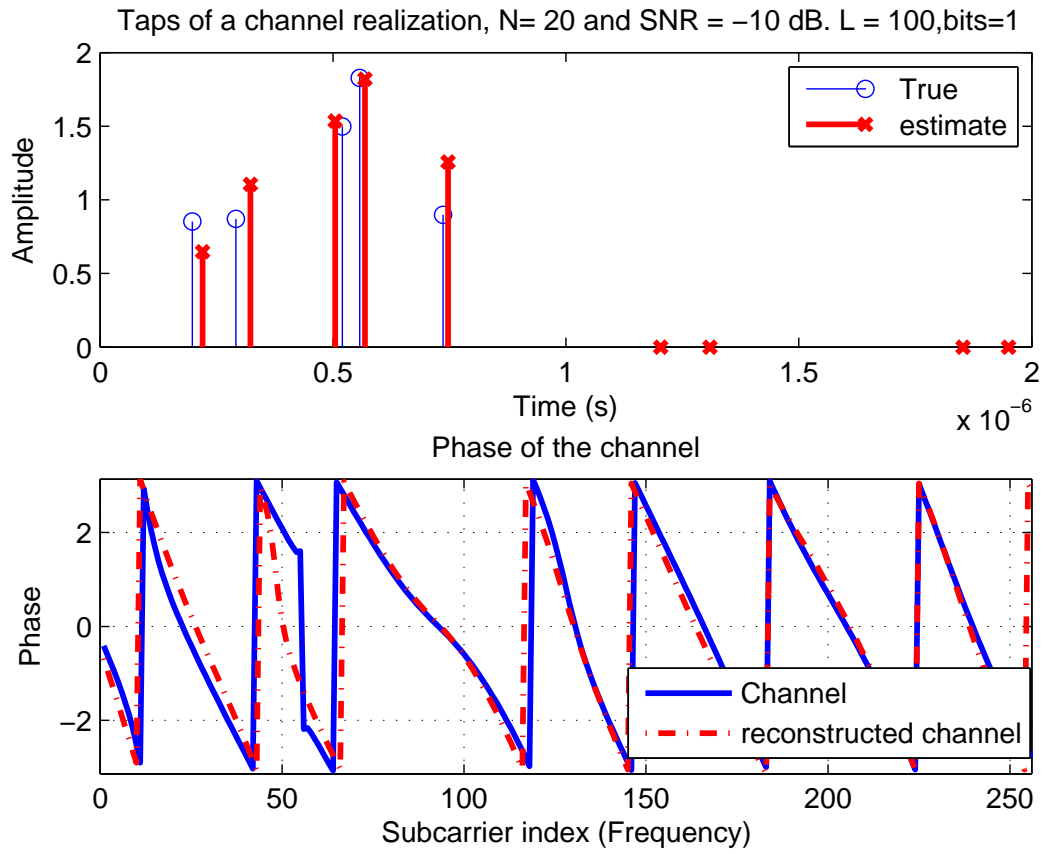 Taps of a channel realization, N= 20 and SNR = −10 dB. L = 100,bits=1
2
1.5
1
0.5
0
Amplitude
True
estimate
0
0.5
1
1.5
2
Time (s)
x 10−6
Phase of the channel
2
0
−2
Phase
Channel
reconstructed channel
0
50
100
150
200
250
Subcarrier index (Frequency)